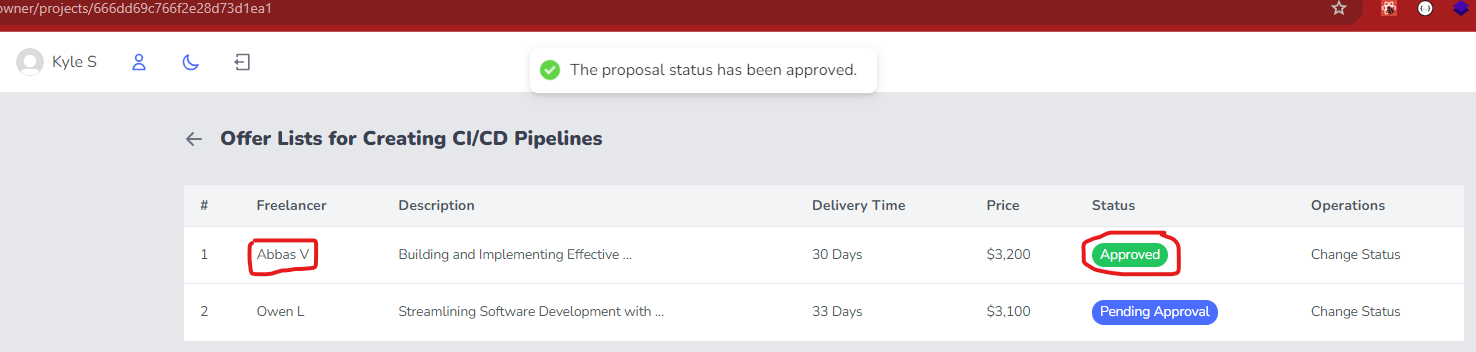 owner/projects/666dd69c766f2e28d73d1ea1
Kyle S
The proposal status has been approved.
Offer Lists for Creating CI/CD Pipelines
# Freelancer Description Delivery Time Price Status Operations
1 Abbas V Building and Implementing Effective ... 30 Days $3,200 Approved Change Status
2 Owen L Streamlining Software Development with ... 33 Days $3,100 Pending Approval Change Status